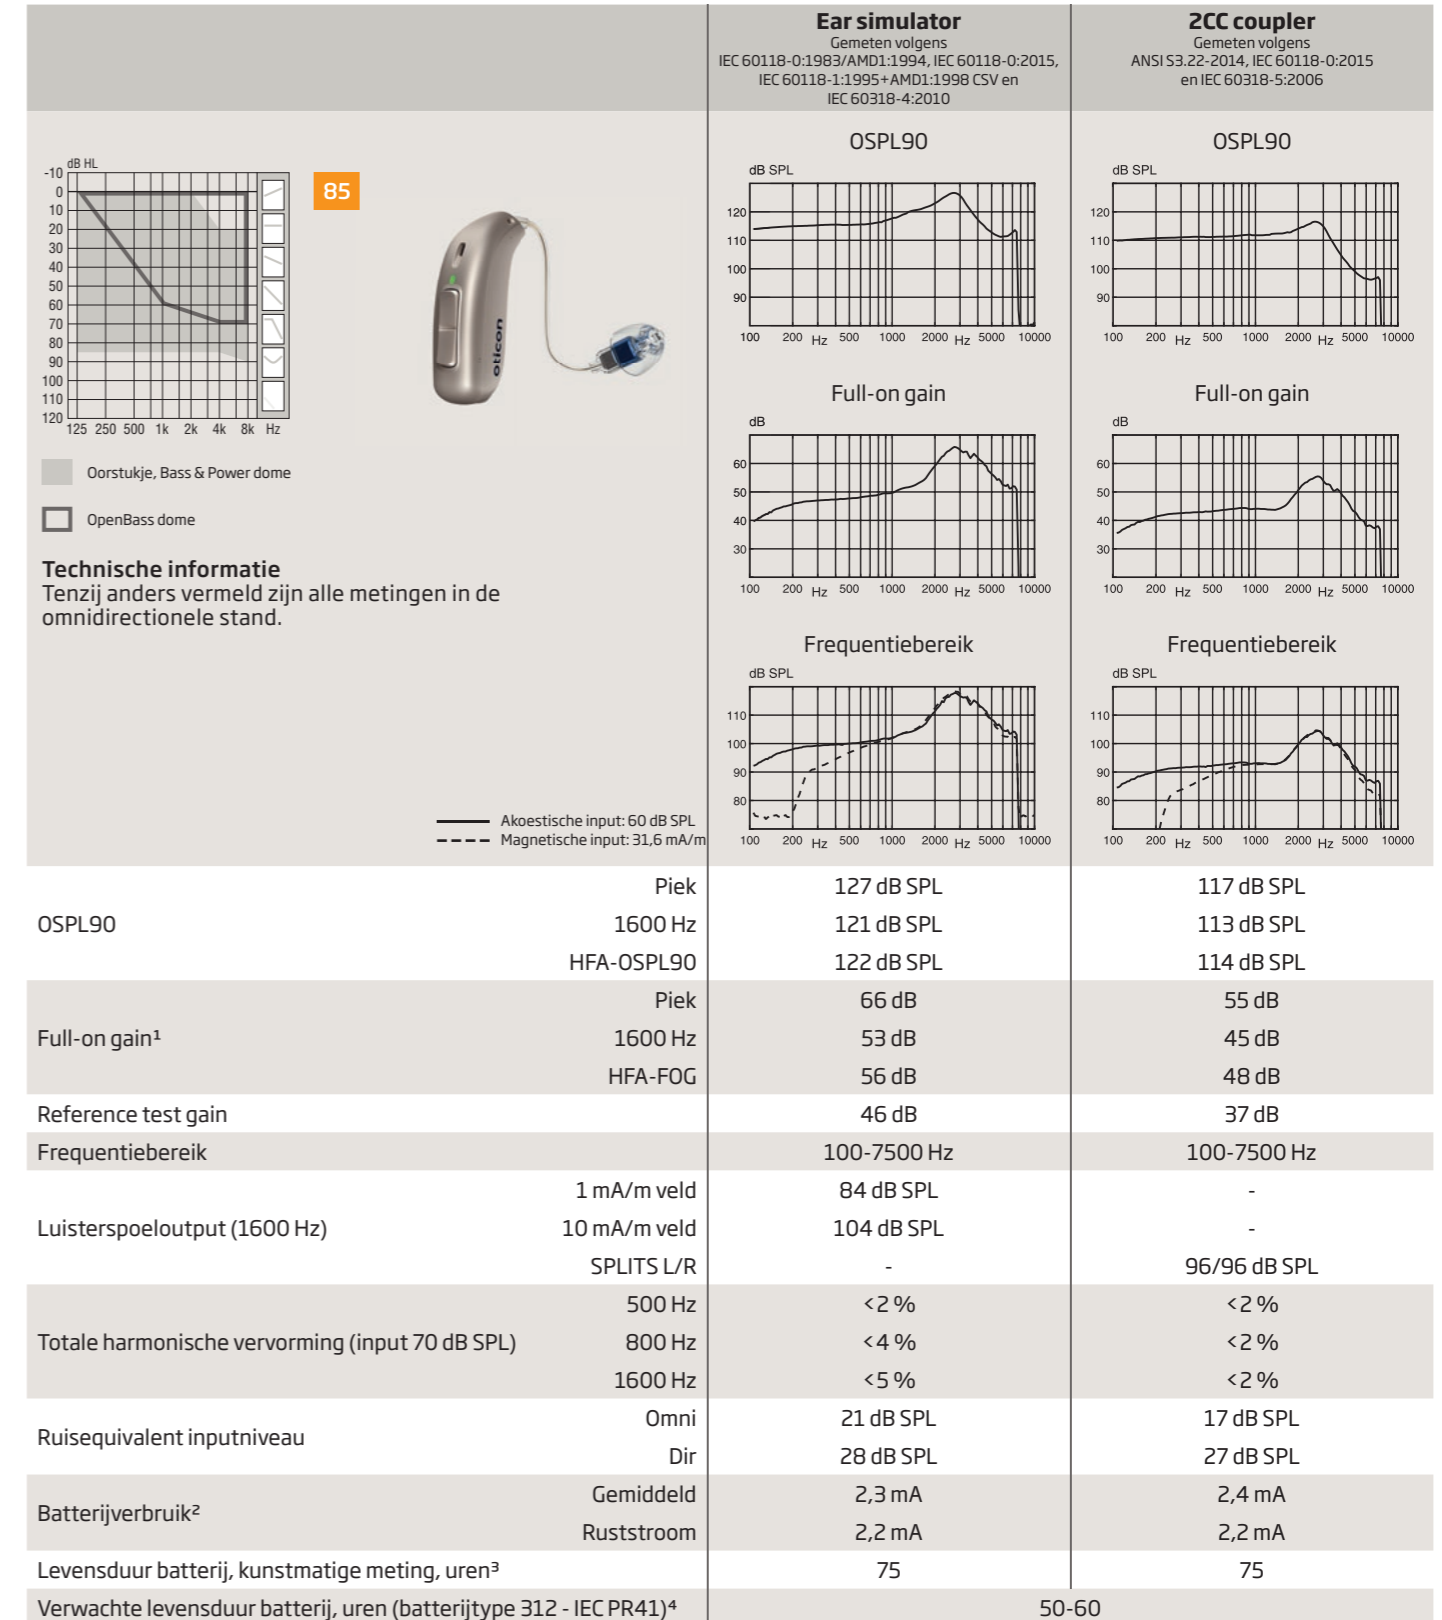 Ear simulator
Gemeten volgens
IEC 60118-0:1983/AMD1:1994, IEC 60118-0:2015,
IEC 60118-1:1995+AMD1:1998 CSV en
IEC 60318-4:2010
2CC coupler
Gemeten volgens
ANSI S3.22-2014, IEC 60118-0:2015
en IEC 60318-5:2006
dB HL
-10
0
10
20
30
40
50
60
70
80
90
100
110
120
125 250 500 1k 2k 4k 8k Hz
85
oticon
Oorstukje, Bass & Power dome
OpenBass dome
Technische informatie
Tenzij anders vermeld zijn alle metingen in de
omnidirectionele stand.
Akoestische input: 60 dB SPL
Magnetische input: 31,6 mA/m
OSPL90
dB SPL
120
110
100
90
100 200 Hz 500 1000 2000 Hz 5000 10000
OSPL90
dB SPL
120
110
100
90
100 200 Hz 500 1000 2000 Hz 5000 10000
Full-on gain
dB
60
50
40
30
100 200 Hz 500 1000 2000 Hz 5000 10000
Full-on gain
dB
60
50
40
30
100 200 Hz 500 1000 2000 Hz 5000 10000
Frequentiebereik
dB SPL
110
100
90
80
100 200 Hz 500 1000 2000 Hz 5000 10000
Frequentiebereik
dB SPL
110
100
90
80
100 200 Hz 500 1000 2000 Hz 5000 10000
Piek 127 dB SPL 117 dB SPL
OSPL90 1600 Hz 121 dB SPL 113 dB SPL
HFA-OSPL90 122 dB SPL 114 dB SPL
Piek 66 dB 55 dB
Full-on gain¹ 1600 Hz 53 dB 45 dB
HFA-FOG 56 dB 48 dB
Reference test gain 46 dB 37 dB
Frequentiebereik 100-7500 Hz 100-7500 Hz
1 mA/m veld 84 dB SPL -
Luisterspoeloutput (1600 Hz) 10 mA/m veld 104 dB SPL -
SPLITS L/R - 96/96 dB SPL
500 Hz <2 % <2 %
Totale harmonische vervorming (input 70 dB SPL) 800 Hz <4 % <2 %
1600 Hz <5 % <2 %
Ruisequivalent inputniveau
Omni 21 dB SPL 17 dB SPL
Dir 28 dB SPL 27 dB SPL
Batterijverbruik²
Gemiddeld 2,3 mA 2,4 mA
Ruststroom 2,2 mA 2,2 mA
Levensduur batterij, kunstmatige meting, uren³ 75 75
Verwachte levensduur batterij, uren (batterijtype 312 - IEC PR41)⁴ 50-60